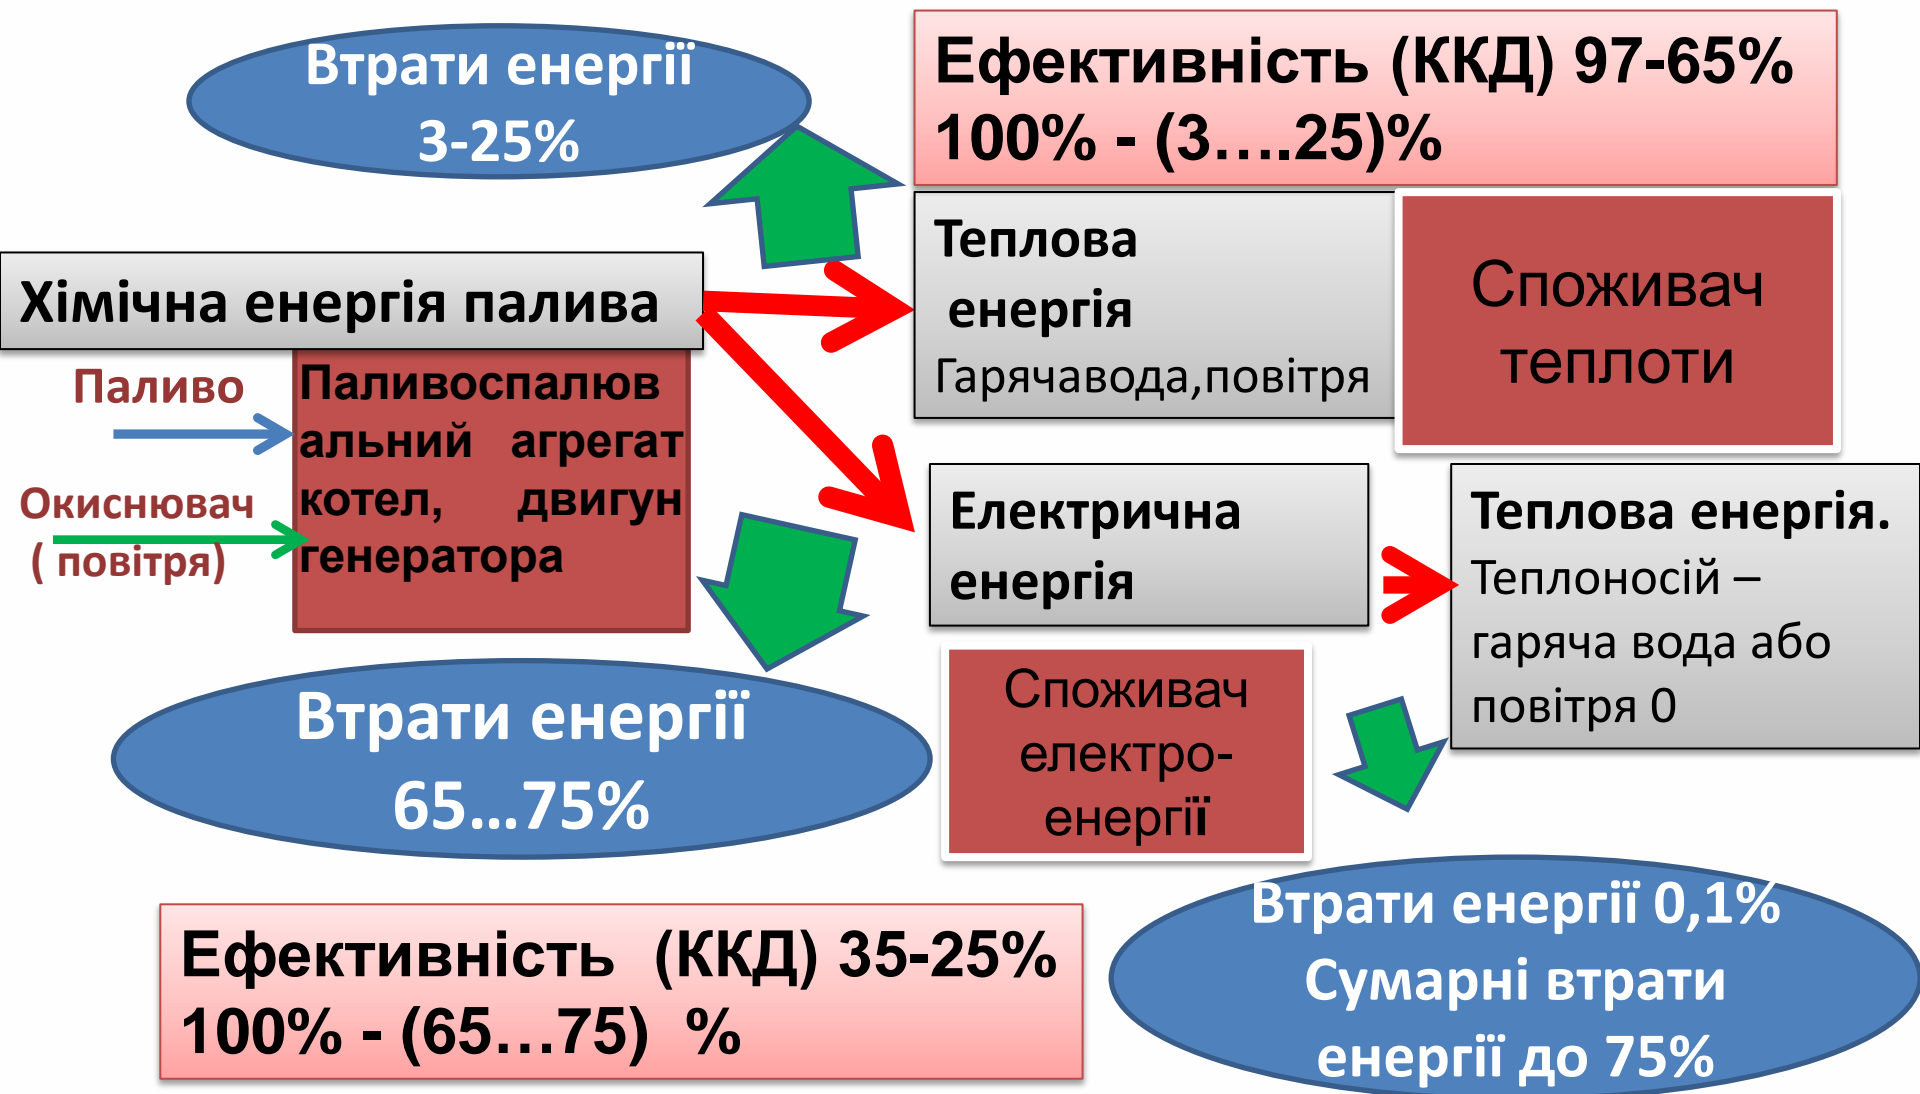 Втрати енергії
3-25%
Ефективність (ККД) 97-65%
100% - (3….25)%
Теплова
енергія
Гарячавода,повітря
Споживач
теплоти
Хімічна енергія палива
Паливо
Окиснювач
( повітря)
Паливоспалюв
альний агрегат
котел, двигун
генератора
Електрична
енергія
Теплова енергія.
Теплоносій –
гаряча вода або
повітря 0
Втрати енергії
65…75%
Споживач
електро-
енергії
Ефективність (ККД) 35-25%
100% - (65…75) %
Втрати енергії 0,1%
Сумарні втрати
енергії до 75%